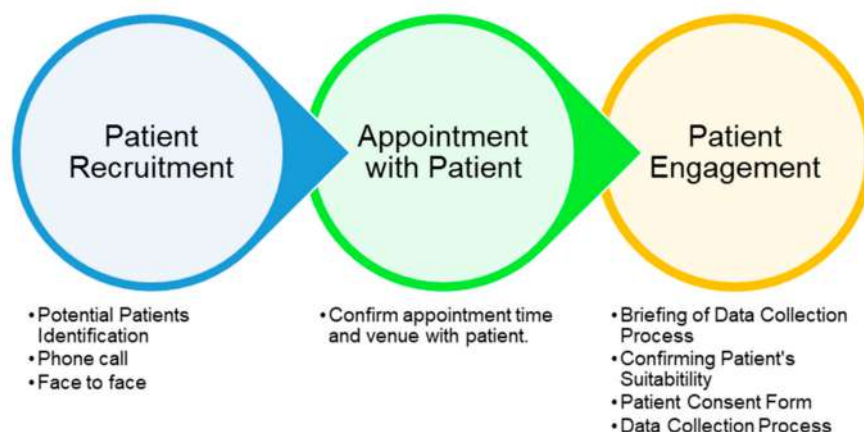 Patient
Recruitment
Appointment
with Patient
Patient
Engagement
•Potential Patients
Identification
•Phone call
•Face to face
•Confirm appointment time
and venue with patient.
•Briefing of Data Collection
Process
•Confirming Patient's
Suitabitility
•Patient Consent Form
•Data Collection Process